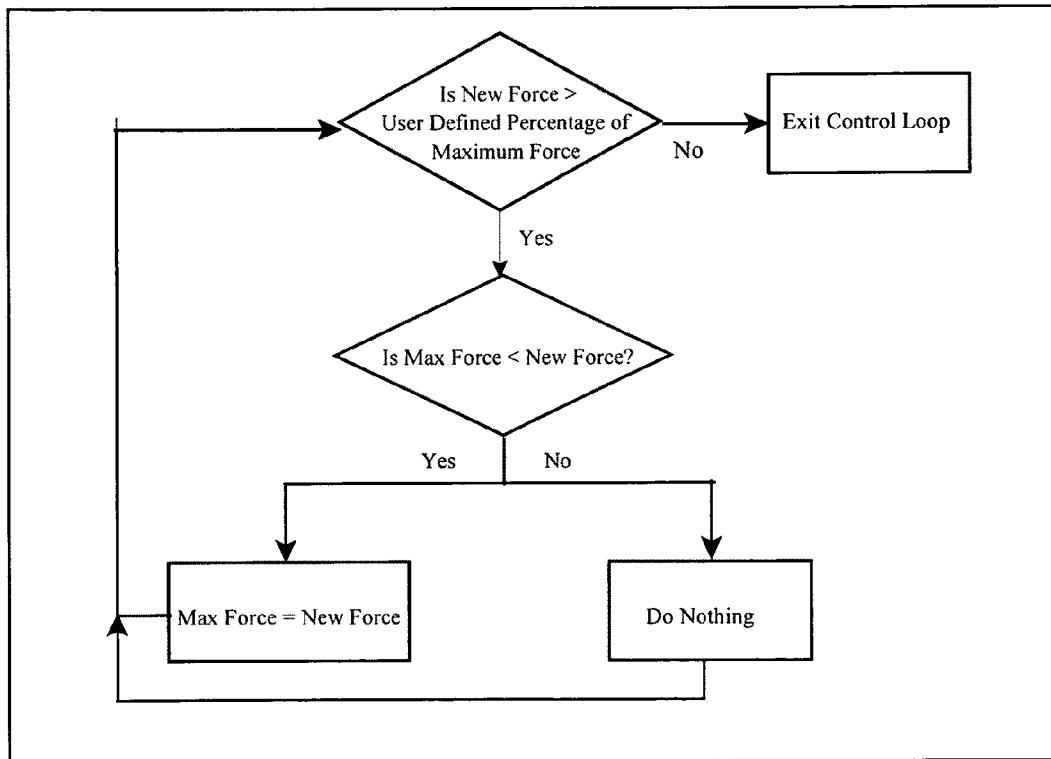 Is New Force >
User Defined Percentage of
Maximum Force
No
Exit Control Loop
Yes
Is Max Force < New Force?
Yes
No
Max Force = New Force
Do Nothing